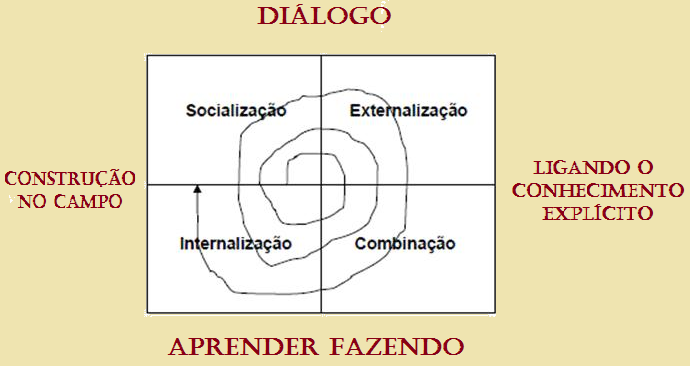 DIÁLOGO
Socialização
Externalização
CONSTRUÇÃO
NO CAMPO
LIGANDO O
CONHECIMENTO
EXPLÍCITO
Internalização
Combinação
APRENDER FAZENDO